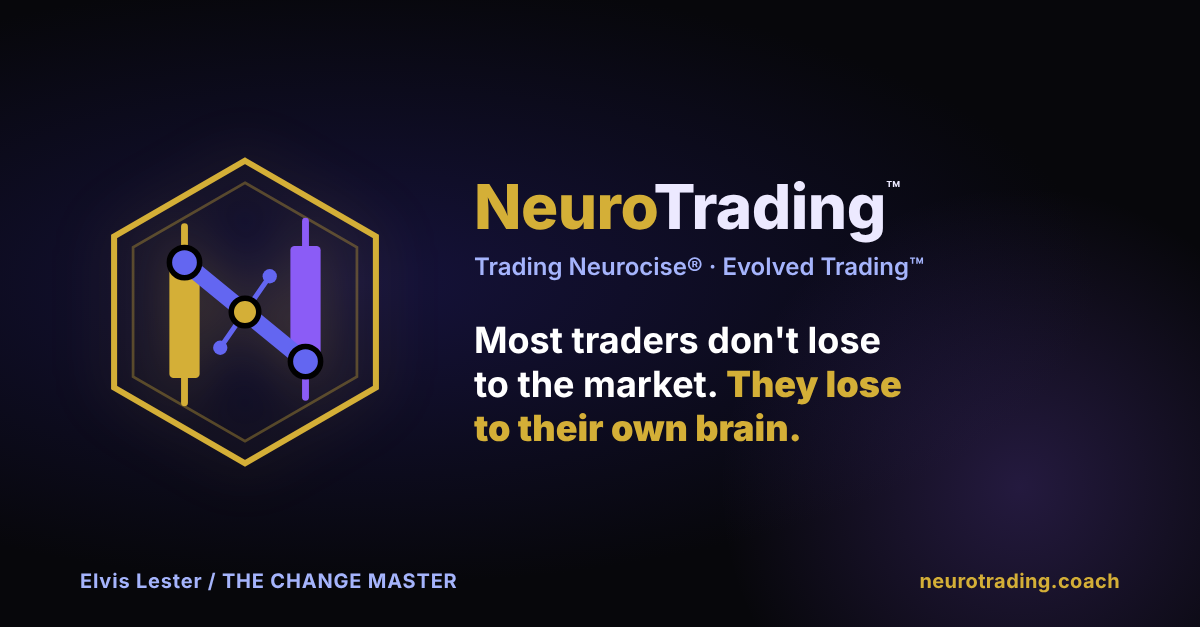 NeuroTrading™
Trading Neurocise® · Evolved Trading™
Most traders don't lose
to the market. They lose
to their own brain.
Elvis Lester / THE CHANGE MASTER
neurotrading.coach